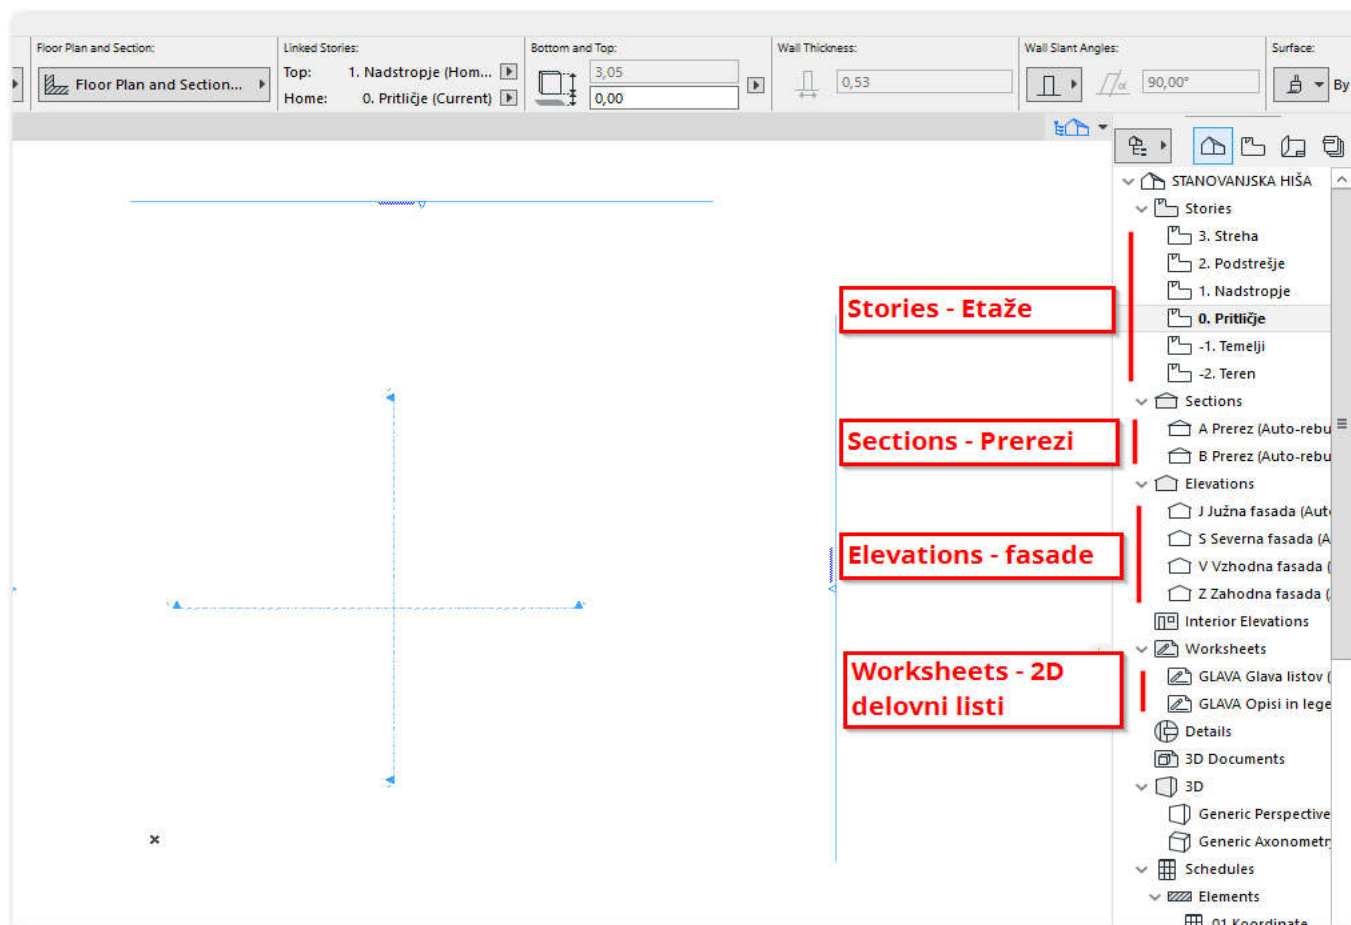 Floor Plan and Section:
Linked Stories:
Bottom and Top:
Wall Thickness:
Wall Slant Angles:
Surface:
Floor Plan and Section...
Top: 1. Nadstropje (Hom...
Home: 0. Pritličje (Current)
3,05
0,00
0,53
α
90,00°
By
STANOVANJSKA HIŠA
Stories
3. Streha
2. Podstrešje
1. Nadstropje
0. Pritličje
-1. Temelji
-2. Teren
Sections
A Prerez (Auto-rebu
B Prerez (Auto-rebu
Elevations
J Južna fasada (Aut
S Severna fasada (A
V Vzhodna fasada (
Z Zahodna fasada (
Interior Elevations
Worksheets
GLAVA Glava listov (
GLAVA Opisi in lege
Details
3D Documents
3D
Generic Perspective
Generic Axonometr
Schedules
Elements
01 Koordinate
Stories - Etaže
Sections - Prerezi
Elevations - fasade
Worksheets - 2D
delovni listi